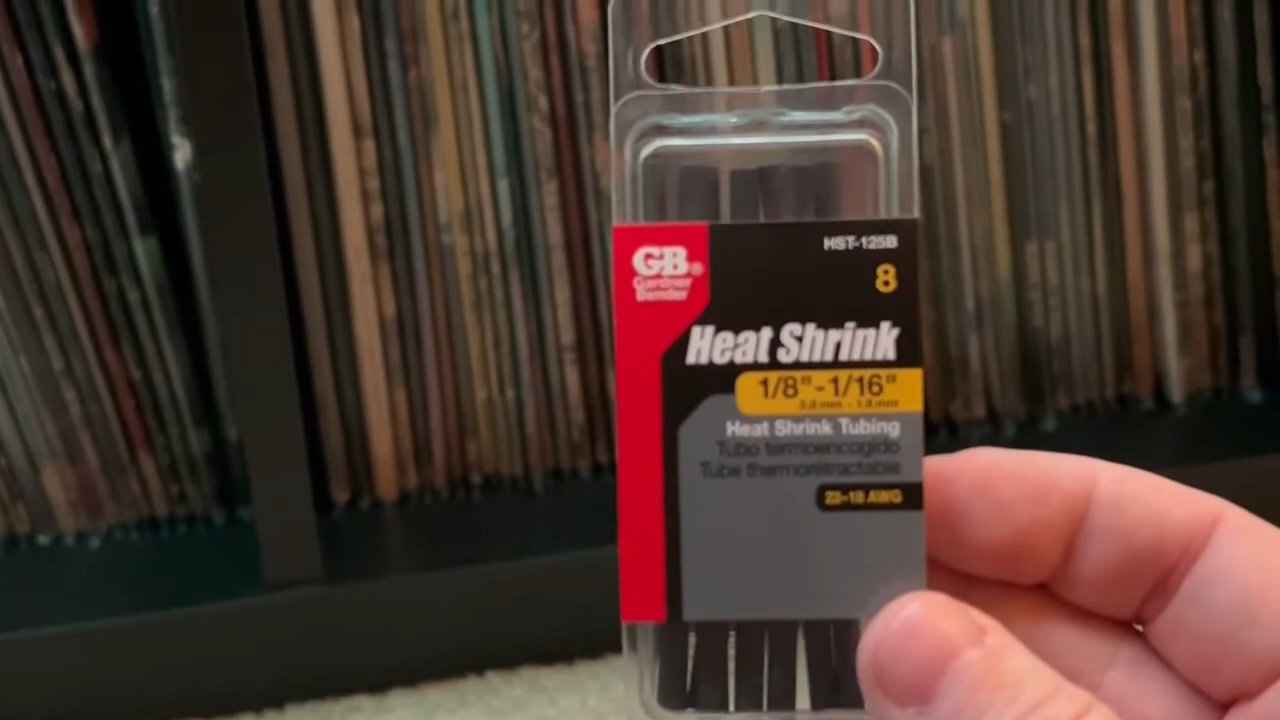 HST-125B
GB®
Gardner
Bender
8
Heat Shrink
1/8"-1/16"
Heat Shrink Tubing
Tubo termoencogido
Tube thermorétractable
22-18 AWG